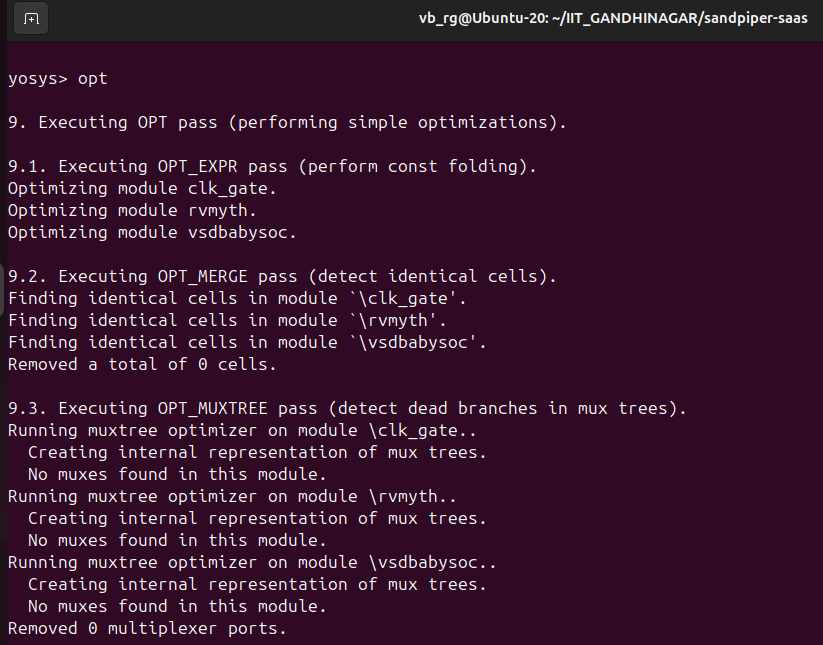 vb_rg@Ubuntu-20: ~/IIT_GANDHINAGAR/sandpiper-saas
yosys> opt
9. Executing OPT pass (performing simple optimizations).
9.1. Executing OPT_EXPR pass (perform const folding).
Optimizing module clk_gate.
Optimizing module rvmyth.
Optimizing module vsdbabysoc.
9.2. Executing OPT_MERGE pass (detect identical cells).
Finding identical cells in module `\clk_gate'.
Finding identical cells in module `\rvmyth'.
Finding identical cells in module `\vsdbabysoc'.
Removed a total of 0 cells.
9.3. Executing OPT_MUXTREE pass (detect dead branches in mux trees).
Running muxtree optimizer on module \clk_gate..
  Creating internal representation of mux trees.
  No muxes found in this module.
Running muxtree optimizer on module \rvmyth..
  Creating internal representation of mux trees.
  No muxes found in this module.
Running muxtree optimizer on module \vsdbabysoc..
  Creating internal representation of mux trees.
  No muxes found in this module.
Removed 0 multiplexer ports.